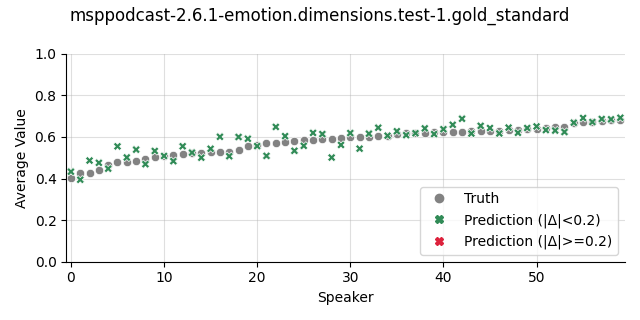 msppodcast-2.6.1-emotion.dimensions.test-1.gold_standard
1.0
0.8
0.6
0.4
0.2
0.0
Average Value
0
10
20
30
40
50
Speaker
Truth
Prediction (|Δ|<0.2)
Prediction (|Δ|>=0.2)